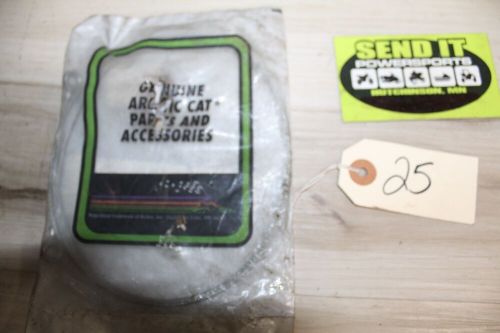 GENUINE
ARCTIC CAT®
PARTS AND
ACCESSORIES
SEND IT
POWERSPORTS
HUTCHINSON, MN
25